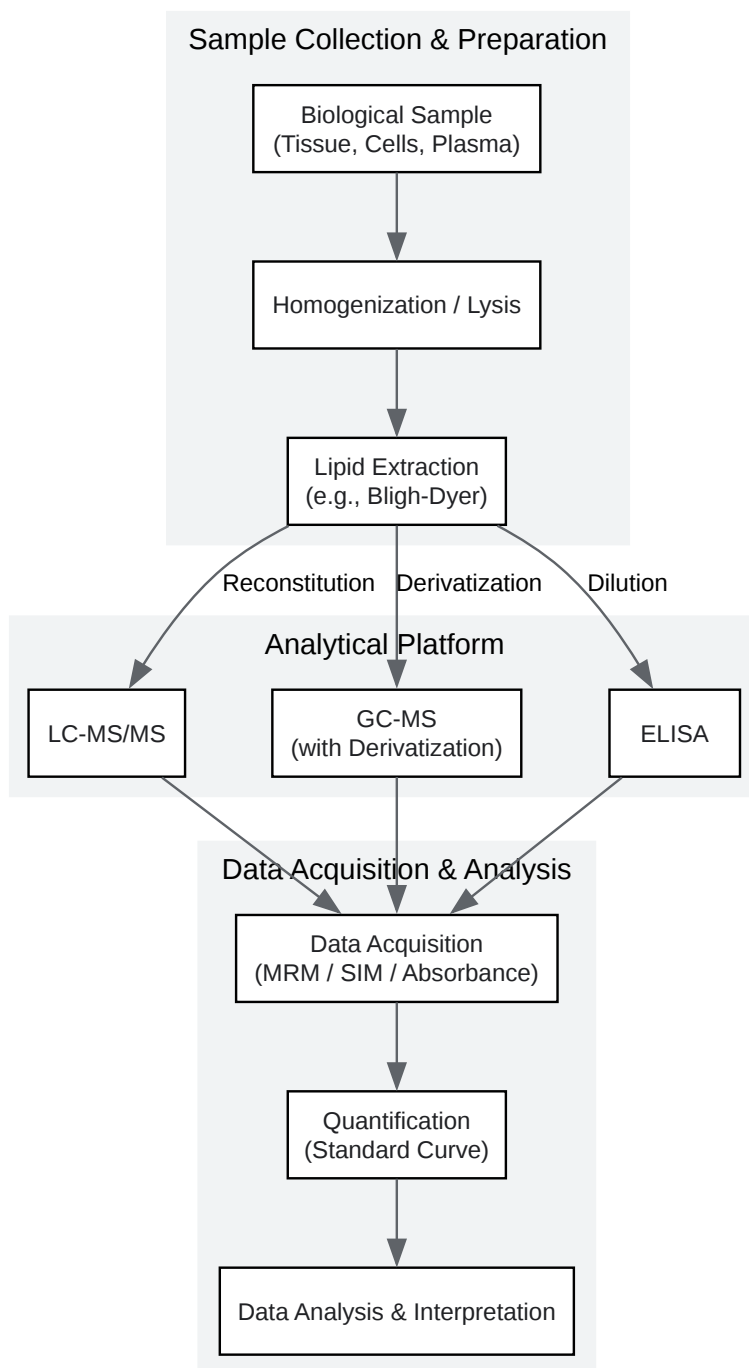 Sample Collection & Preparation
Biological Sample
(Tissue, Cells, Plasma)
Homogenization / Lysis
Lipid Extraction
(e.g., Bligh-Dyer)
Reconstitution
Derivatization
Dilution
Analytical Platform
LC-MS/MS
GC-MS
(with Derivatization)
ELISA
Data Acquisition & Analysis
Data Acquisition
(MRM / SIM / Absorbance)
Quantification
(Standard Curve)
Data Analysis & Interpretation